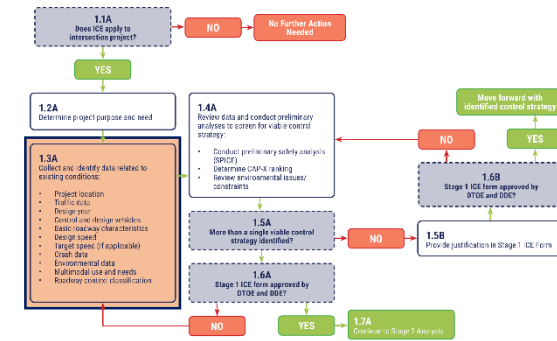 1.1A
Does ICE apply to
intersection project?
NO
No Further Action
Needed
YES
1.2A
Determine project purpose and need
1.3A
Collect and identify data related to
existing conditions:
• Project location
• Traffic data
• Design year
• Control and design vehicles
• Basic roadway characteristics
• Design speed
• Target speed (if applicable)
• Crash data
• Environmental data
• Multimodal use and needs
• Roadway context classification
1.4A
Review data and conduct preliminary
analyses to screen for viable control
strategy:
• Conduct preliminary safety analysis
(SPICE)
• Determine CAP-X ranking
• Review environmental issues/
constraints
1.5A
More than a single viable control
strategy identified?
NO
1.5B
Provide justification in Stage 1 ICE Form
1.6B
Stage 1 ICE form approved by
DTOE and DDE?
NO
YES
Move forward with
identified control strategy
1.6A
Stage 1 ICE form approved by
DTOE and DDE?
NO
YES
1.7A
Continue to Stage 2 Analysis